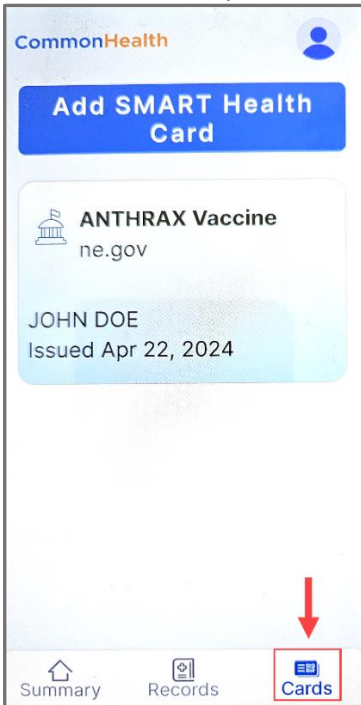 CommonHealth
Add SMART Health
Card
ANTHRAX Vaccine
ne.gov
JOHN DOE
Issued Apr 22, 2024
Summary
Records
Cards